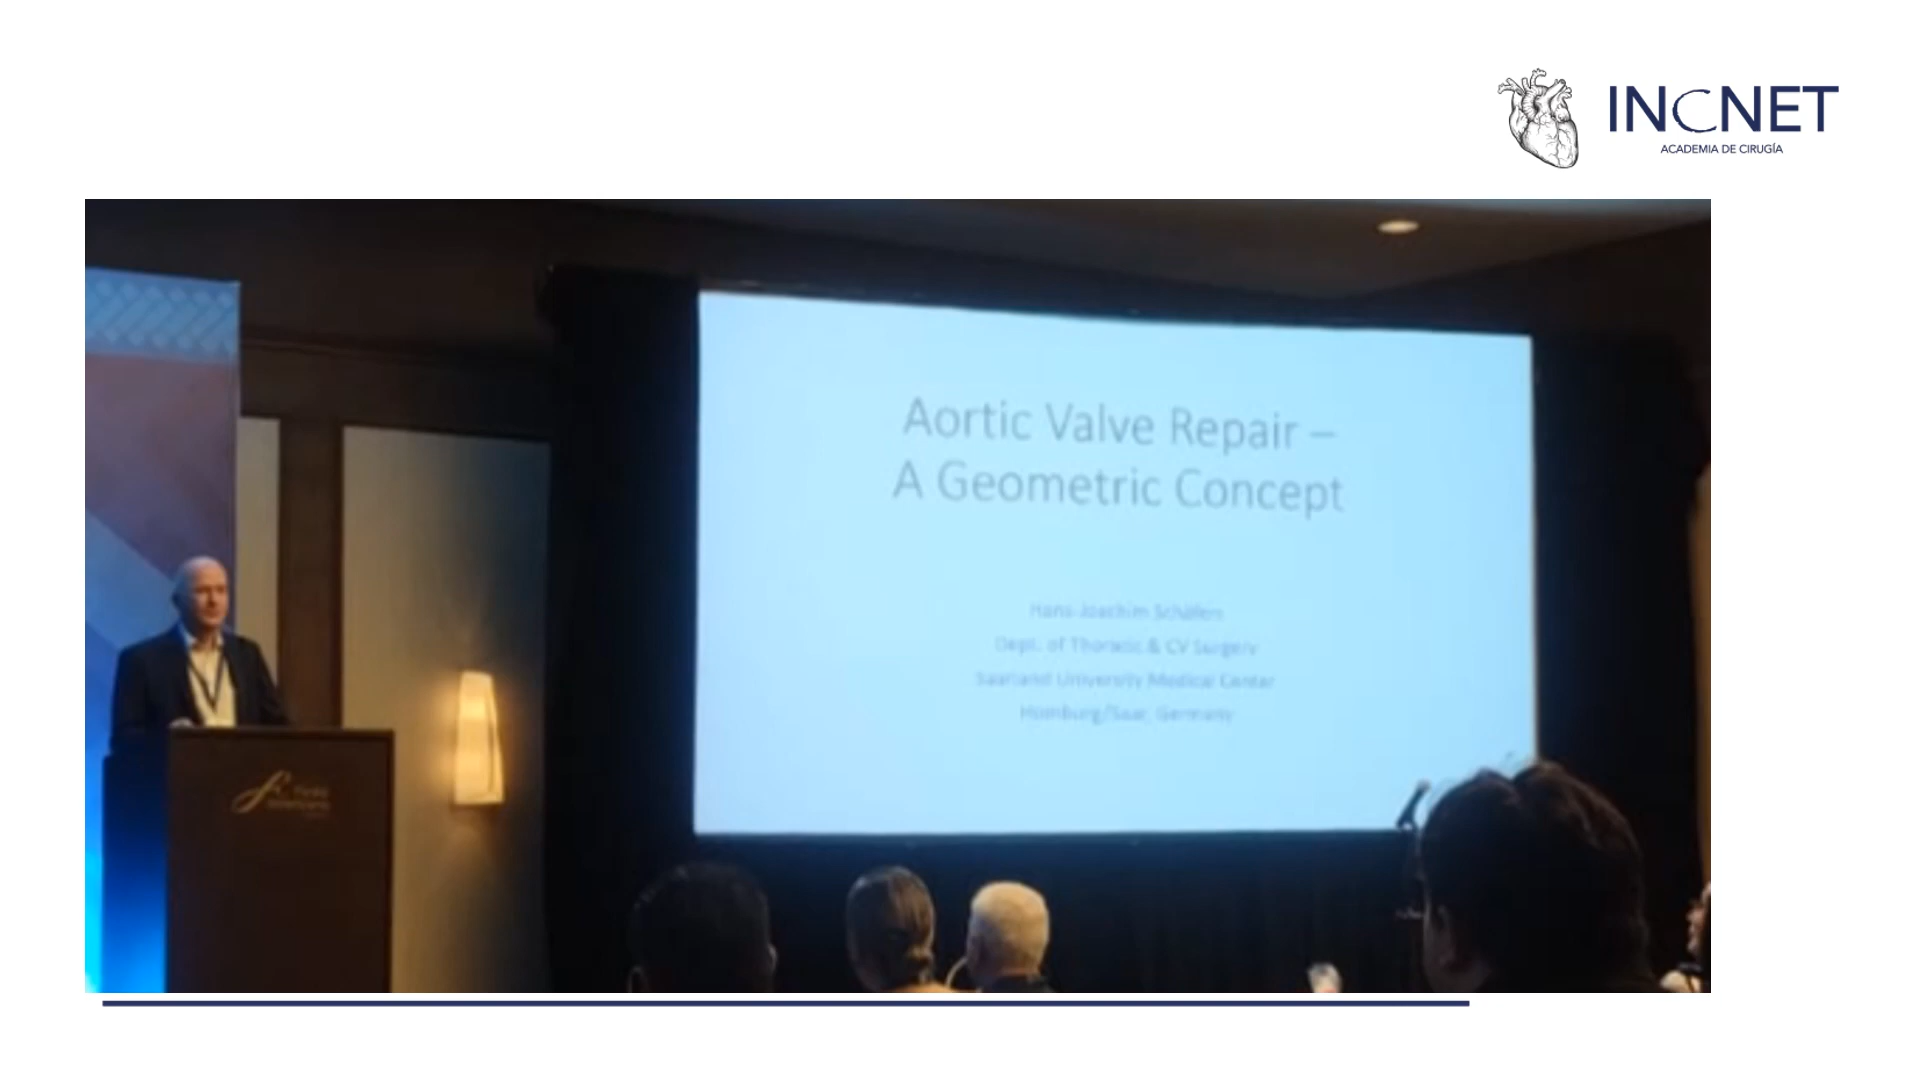 INCNET
ACADEMIA DE CIRUGÍA
Aortic Valve Repair –
A Geometric Concept
Hans-Joachim Schäfers
Dept. of Thoracic & CV Surgery
Saarland University Medical Center
Homburg/Saar, Germany